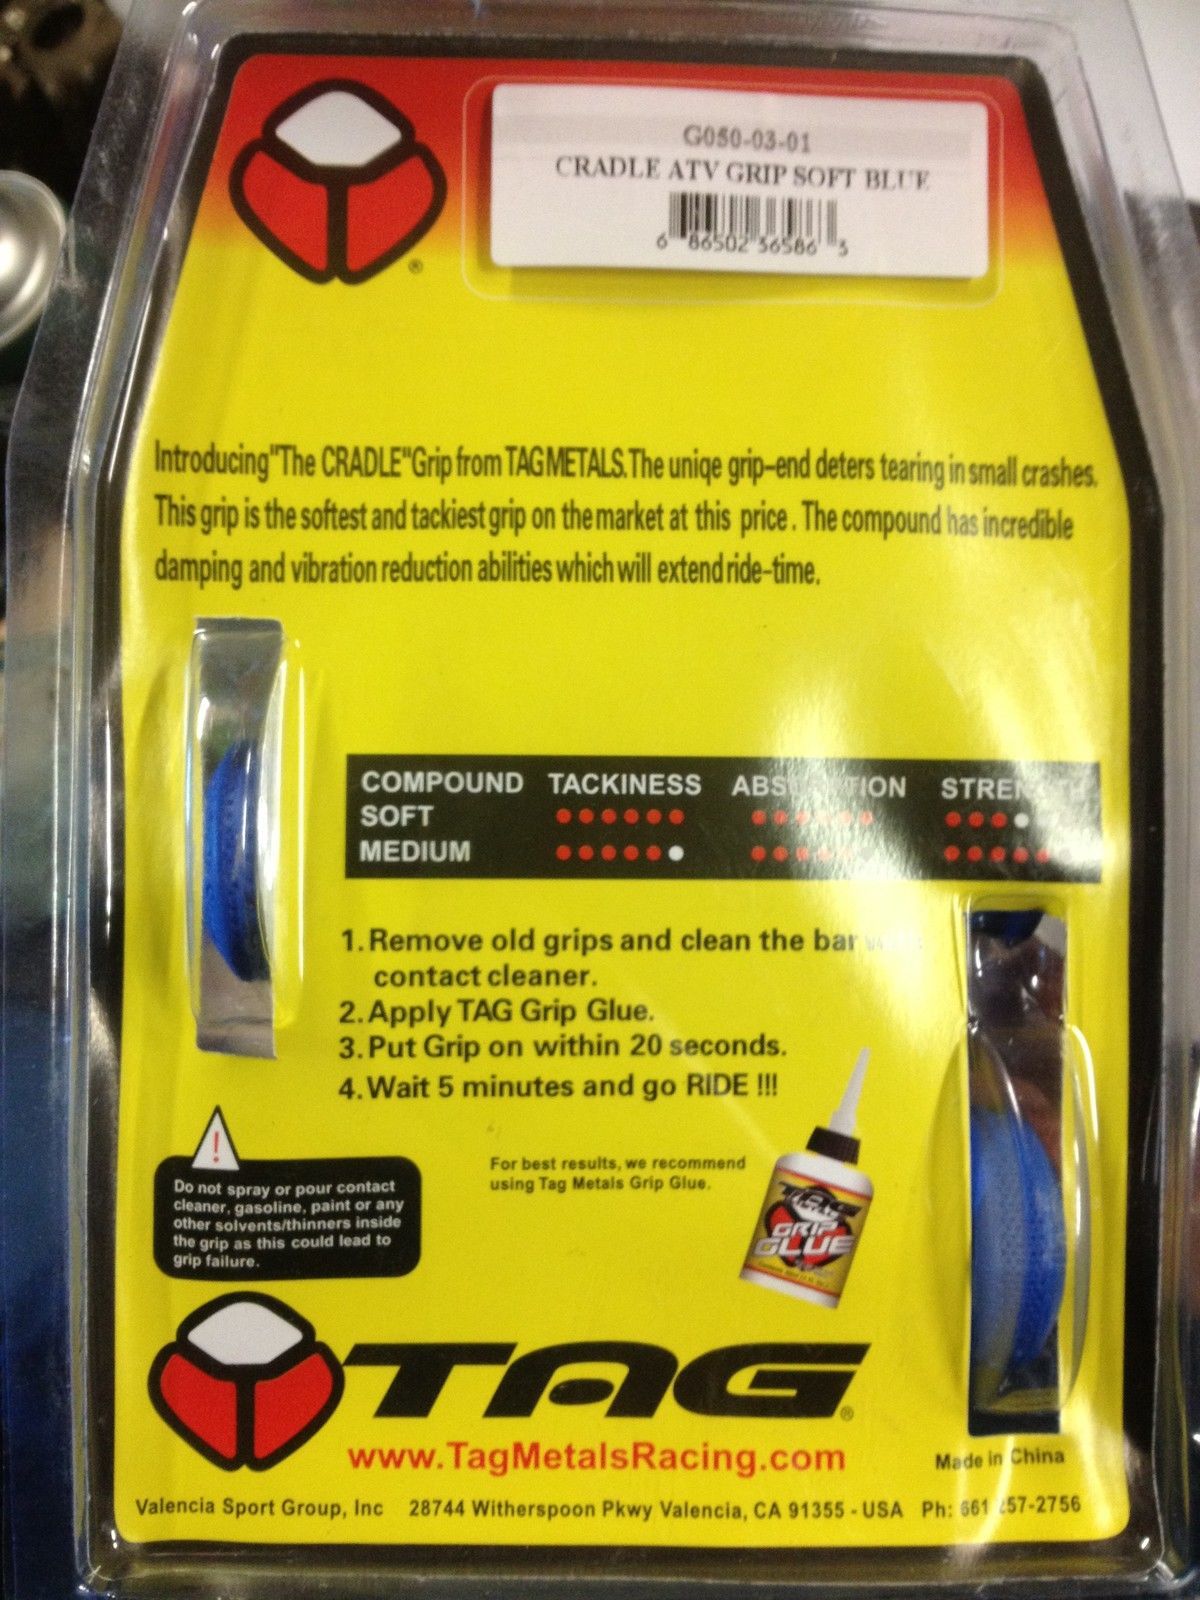 G050-03-01
CRADLE ATV GRIP SOFT BLUE
6 86502 36586 3
®
Introducing"The CRADLE"Grip from TAGMETALS.The uniqe grip-end deters tearing in small crashes.
This grip is the softest and tackiest grip on the market at this price. The compound has incredible
damping and vibration reduction abilities which will extend ride-time.
COMPOUND TACKINESS
SOFT
MEDIUM
1. Remove old grips and clean the bar
contact cleaner.
2. Apply TAG Grip Glue.
3. Put Grip on within 20 seconds.
4. Wait 5 minutes and go RIDE !!!
!
Do not spray or pour contact
cleaner, gasoline, paint or any
other solvents/thinners inside
the grip as this could lead to
grip failure.
For best results, we recommend
using Tag Metals Grip Glue.
TAG
GRIP
GLUE
TAG®
www.TagMetalsRacing.com
Made in China
Valencia Sport Group, Inc 28744 Witherspoon Pkwy Valencia, CA 91355 - USA Ph: 661 257-2756